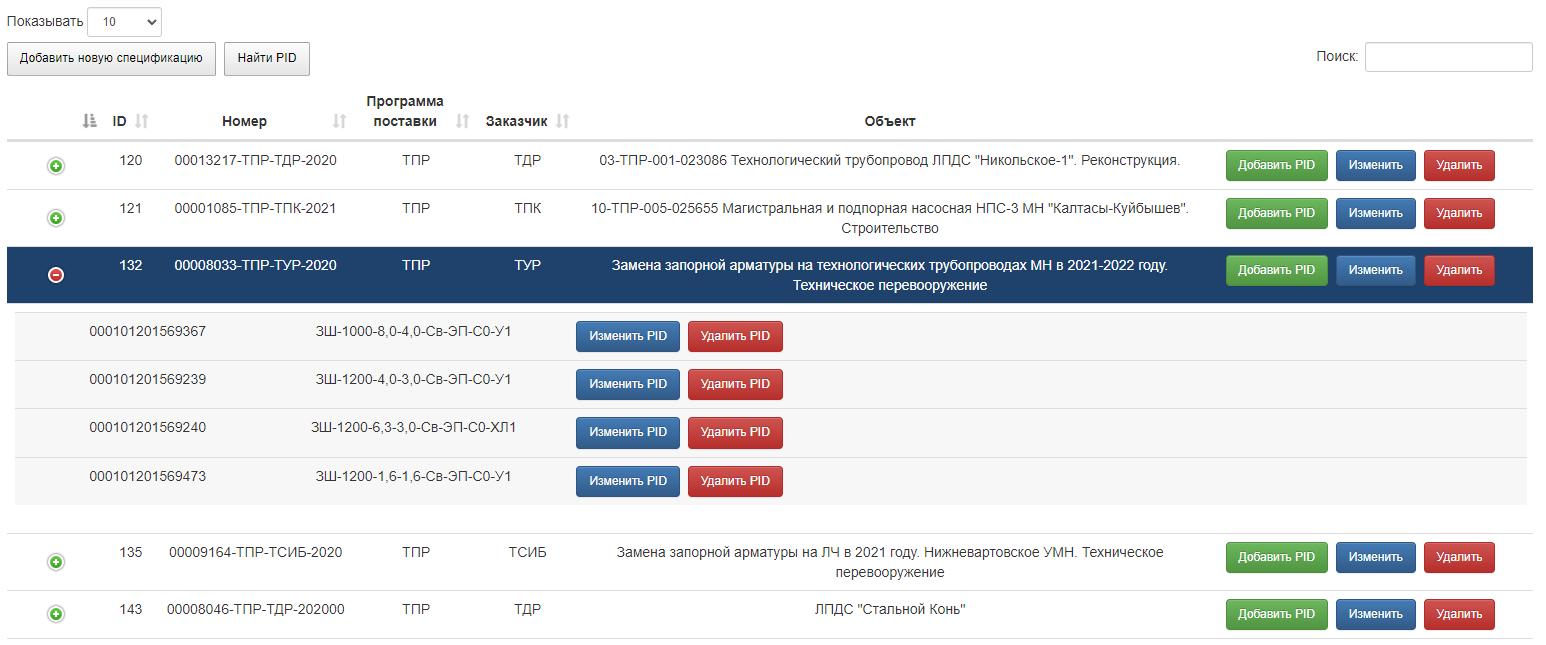 Показывать 10
Добавить новую спецификацию Найти PID Поиск:
ID Номер Программа поставки Заказчик Объект
120 00013217-ТПР-ТДР-2020 ТПР ТДР 03-ТПР-001-023086 Технологический трубопровод ЛПДС "Никольское-1". Реконструкция. Добавить PID Изменить Удалить
121 00001085-ТПР-ТПК-2021 ТПР ТПК 10-ТПР-005-025655 Магистральная и подпорная насосная НПС-3 МН "Калтасы-Куйбышев". Добавить PID Изменить Удалить
Строительство
132 00008033-ТПР-ТУР-2020 ТПР ТУР Замена запорной арматуры на технологических трубопроводах МН в 2021-2022 году. Добавить PID Изменить Удалить
Техническое перевооружение
000101201569367 ЗШ-1000-8,0-4,0-Св-ЭП-С0-У1 Изменить PID Удалить PID
000101201569239 ЗШ-1200-4,0-3,0-Св-ЭП-С0-У1 Изменить PID Удалить PID
000101201569240 ЗШ-1200-6,3-3,0-Св-ЭП-С0-ХЛ1 Изменить PID Удалить PID
000101201569473 ЗШ-1200-1,6-1,6-Св-ЭП-С0-У1 Изменить PID Удалить PID
135 00009164-ТПР-ТСИБ-2020 ТПР ТСИБ Замена запорной арматуры на ЛЧ в 2021 году. Нижневартовское УМН. Техническое Добавить PID Изменить Удалить
перевооружение
143 00008046-ТПР-ТДР-202000 ТПР ТДР ЛПДС "Стальной Конь" Добавить PID Изменить Удалить